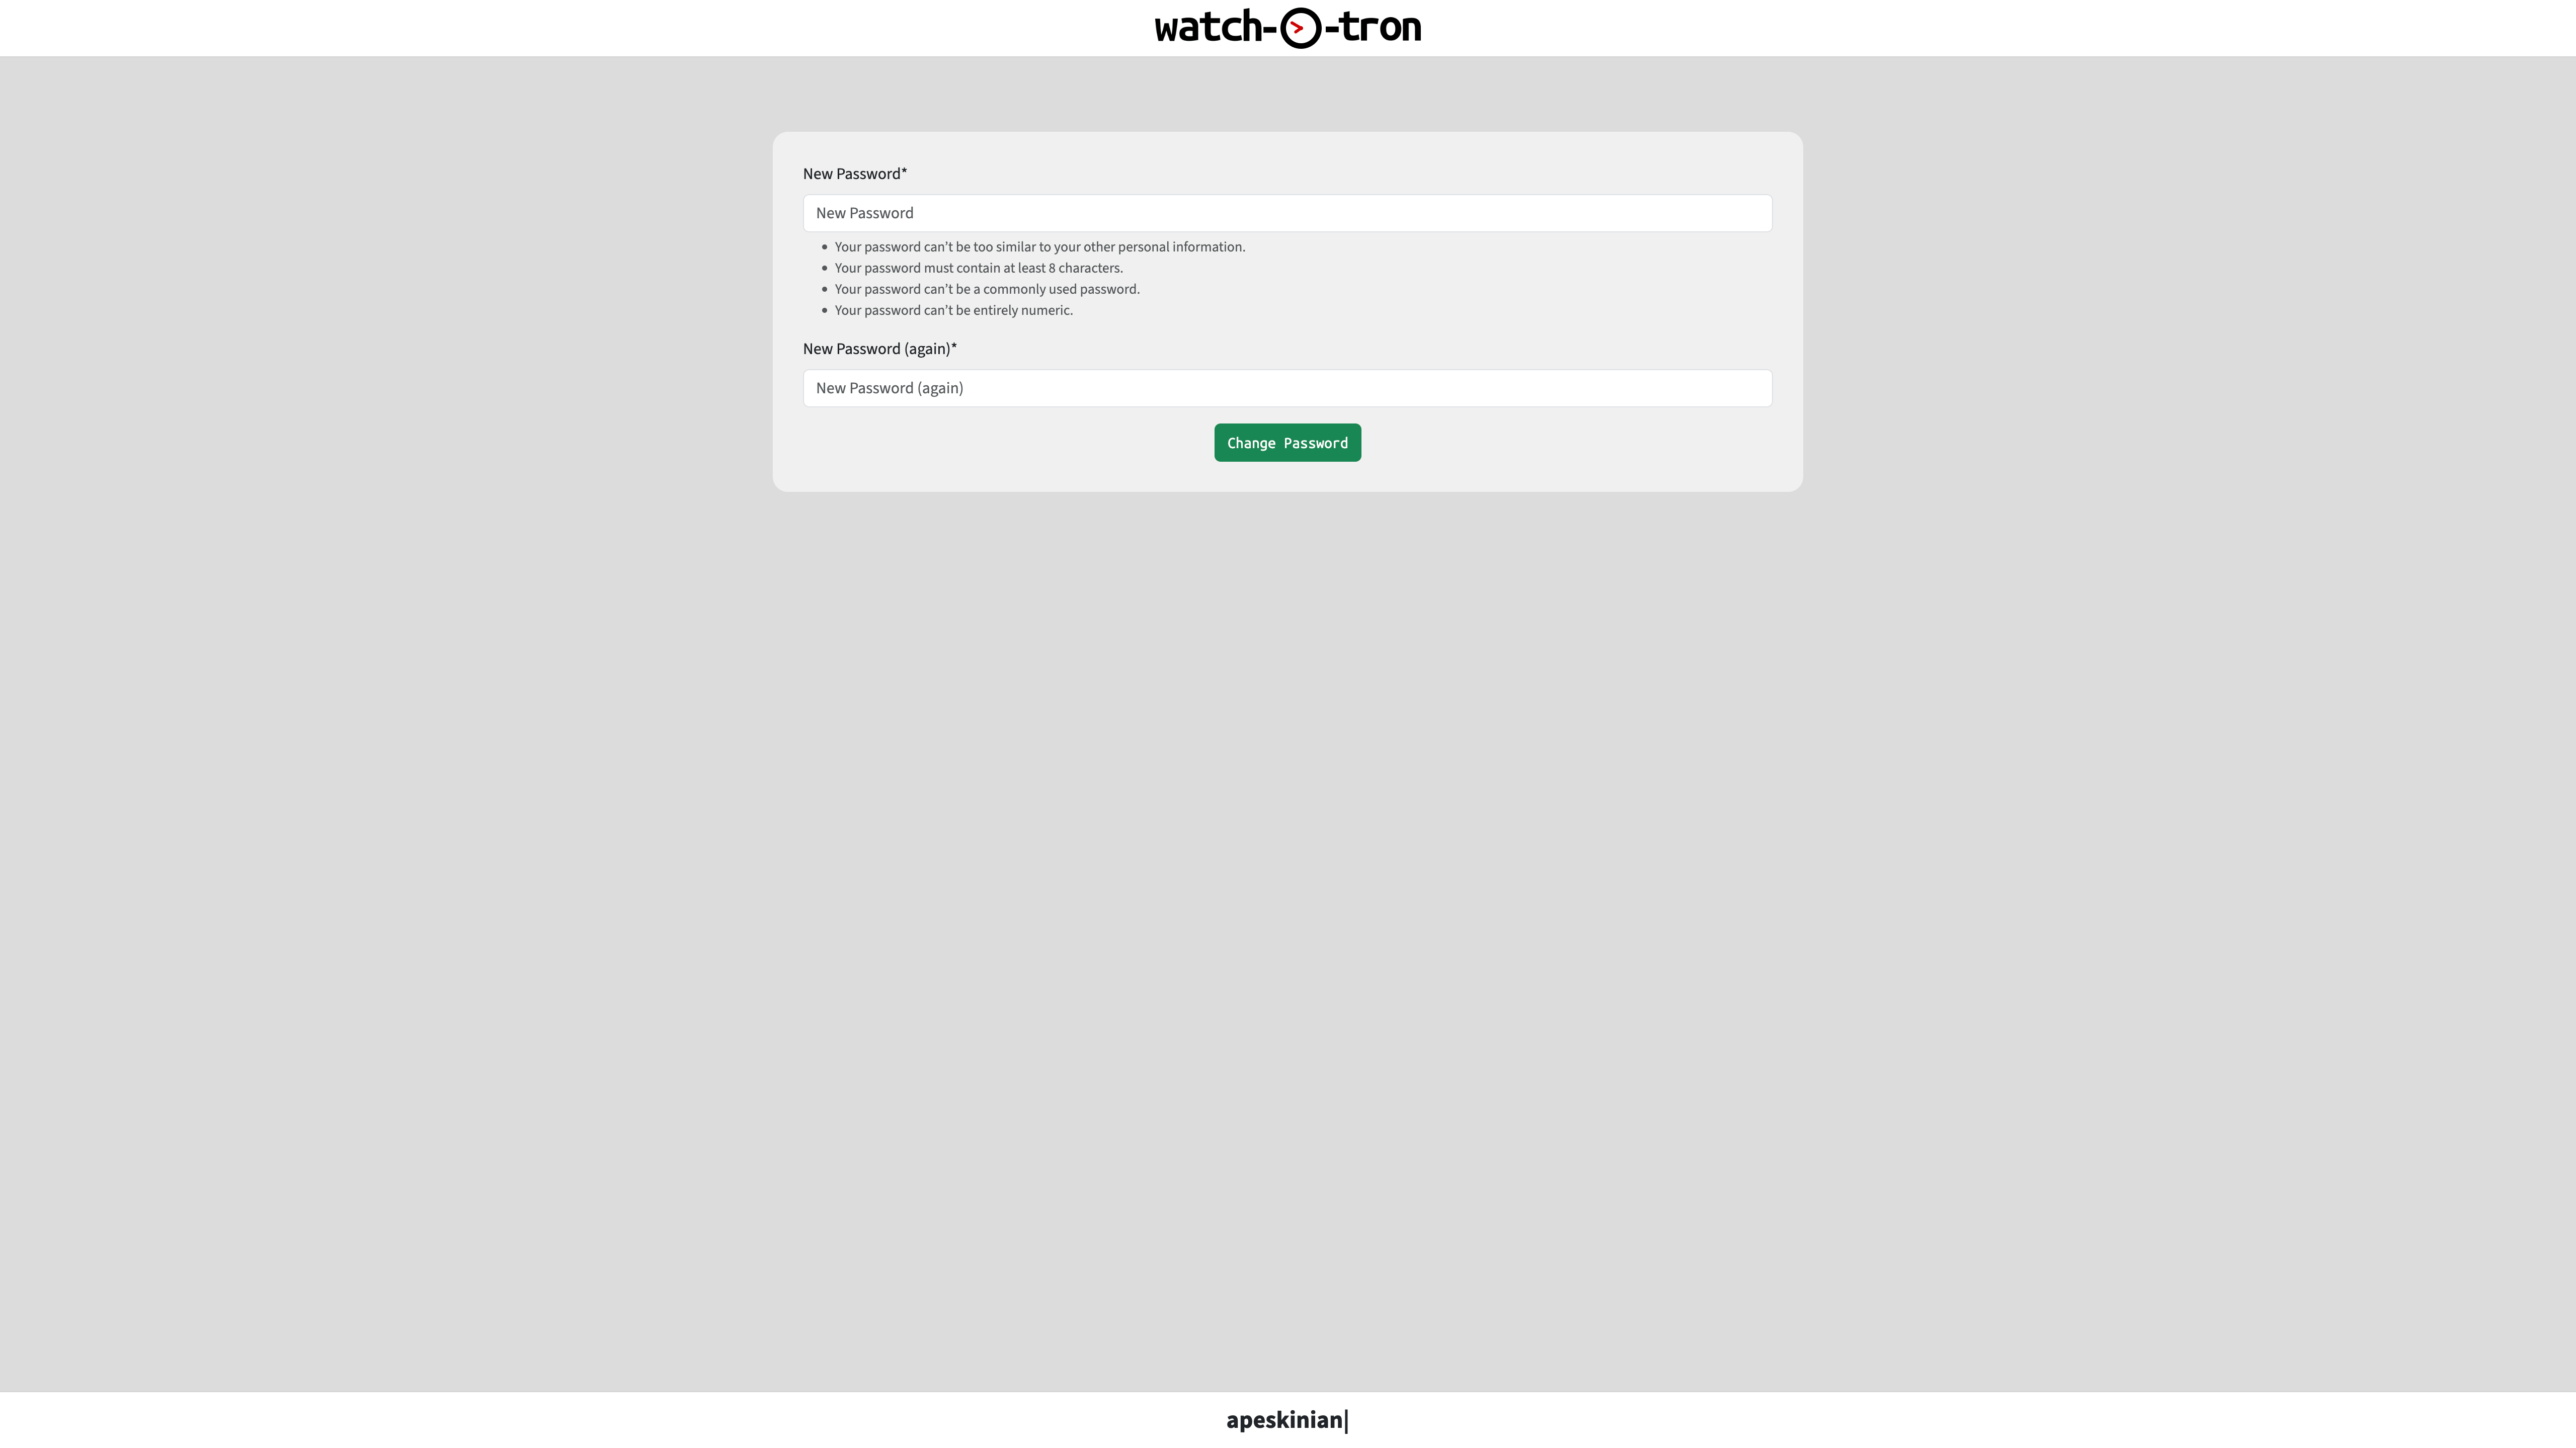 watch-O-tron
New Password*
New Password
Your password can’t be too similar to your other personal information.
Your password must contain at least 8 characters.
Your password can’t be a commonly used password.
Your password can’t be entirely numeric.
New Password (again)*
New Password (again)
Change Password
apeskinian|